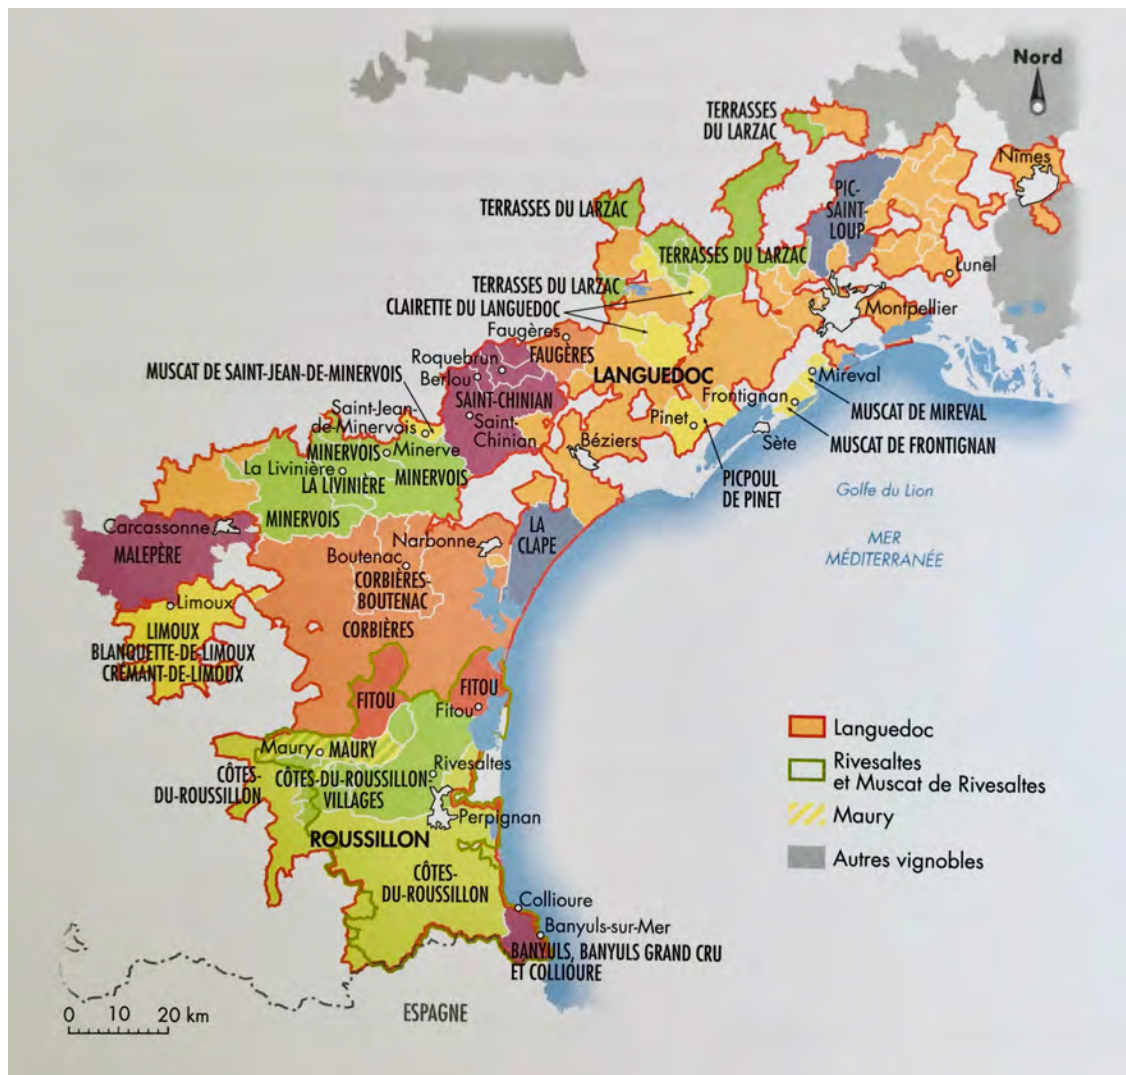 Nord
TERRASSES
DU LARZAC
Nîmes
PIC-
SAINT-
LOUP
TERRASSES DU LARZAC
TERRASSES DU LARZAC
Lunel
TERRASSES DU LARZAC
CLAIRETTE DU LANGUEDOC
Montpellier
Faugères
Roquebrun
FAUGÈRES
MUSCAT DE SAINT-JEAN-DE-MINERVOIS
Berlou
LANGUEDOC
Mireval
SAINT-CHINIAN
Frontignan
MUSCAT DE MIREVAL
Saint-Jean-
de-Minervois
Saint-
Chinian
Pinet
Sète
MUSCAT DE FRONTIGNAN
Béziers
MINERVOIS
Minerve
La Livinière
LA LIVINIÈRE
MINERVOIS
PICPOUL
DE PINET
Golfe du Lion
MINERVOIS
LA
CLAPE
Carcassonne
MALEPÈRE
Narbonne
MER
MÉDITERRANÉE
Boutenac
CORBIÈRES-
BOUTENAC
Limoux
LIMOUX
BLANQUETTE-DE-LIMOUX
CRÉMANT-DE-LIMOUX
CORBIÈRES
FITOU
FITOU
Fitou
Languedoc
Maury
MAURY
Rivesaltes
Rivesaltes
et Muscat de Rivesaltes
CÔTES-
DU-ROUSSILLON
CÔTES-DU-ROUSSILLON-
VILLAGES
Perpignan
Maury
ROUSSILLON
Autres vignobles
CÔTES-
DU-ROUSSILLON
Collioure
Banyuls-sur-Mer
BANYULS, BANYULS GRAND CRU
ET COLLIOURE
ESPAGNE
0 10 20 km